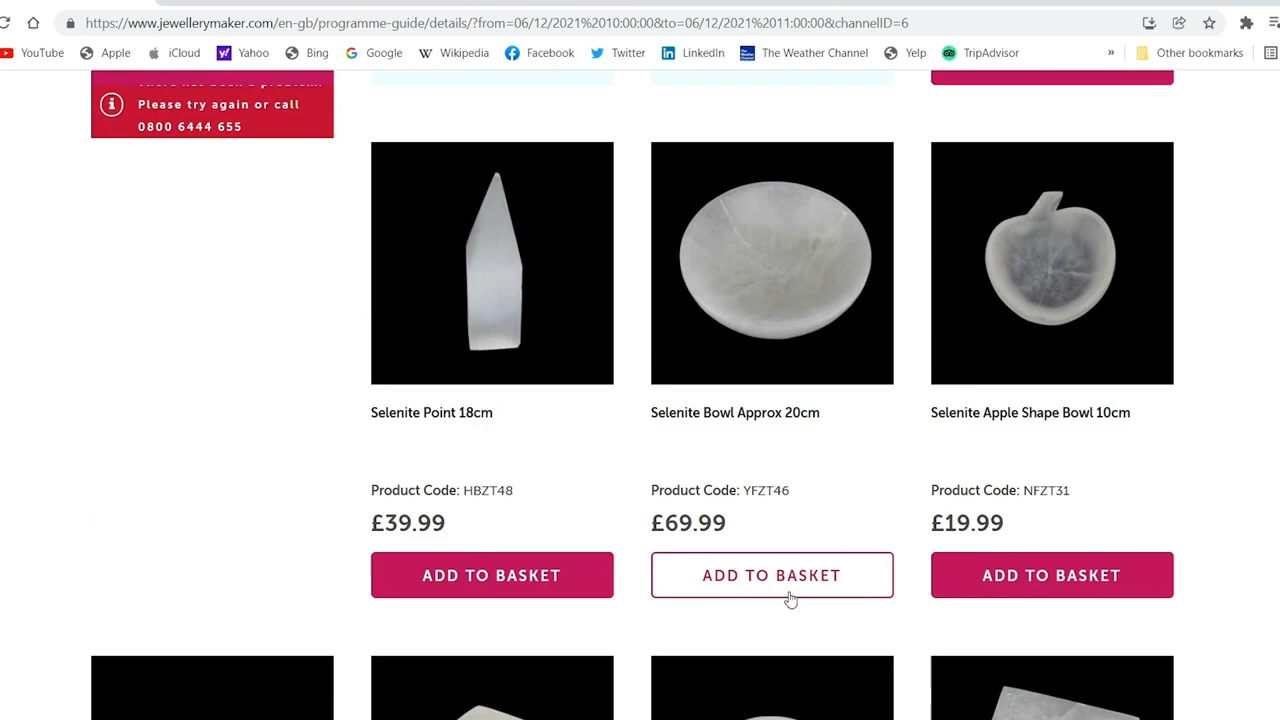 https://www.jewellerymaker.com/en-gb/programme-guide/details/?from=06/12/2021%2010:00:00&to=06/12/2021%2011:00:00&channelID=6
YouTube Apple iCloud Yahoo Bing Google Wikipedia Facebook Twitter LinkedIn The Weather Channel Yelp TripAdvisor » Other bookmarks
Please try again or call
0800 6444 655
Selenite Point 18cm
Product Code: HBZT48
£39.99
ADD TO BASKET
Selenite Bowl Approx 20cm
Product Code: YFZT46
£69.99
ADD TO BASKET
Selenite Apple Shape Bowl 10cm
Product Code: NFZT31
£19.99
ADD TO BASKET